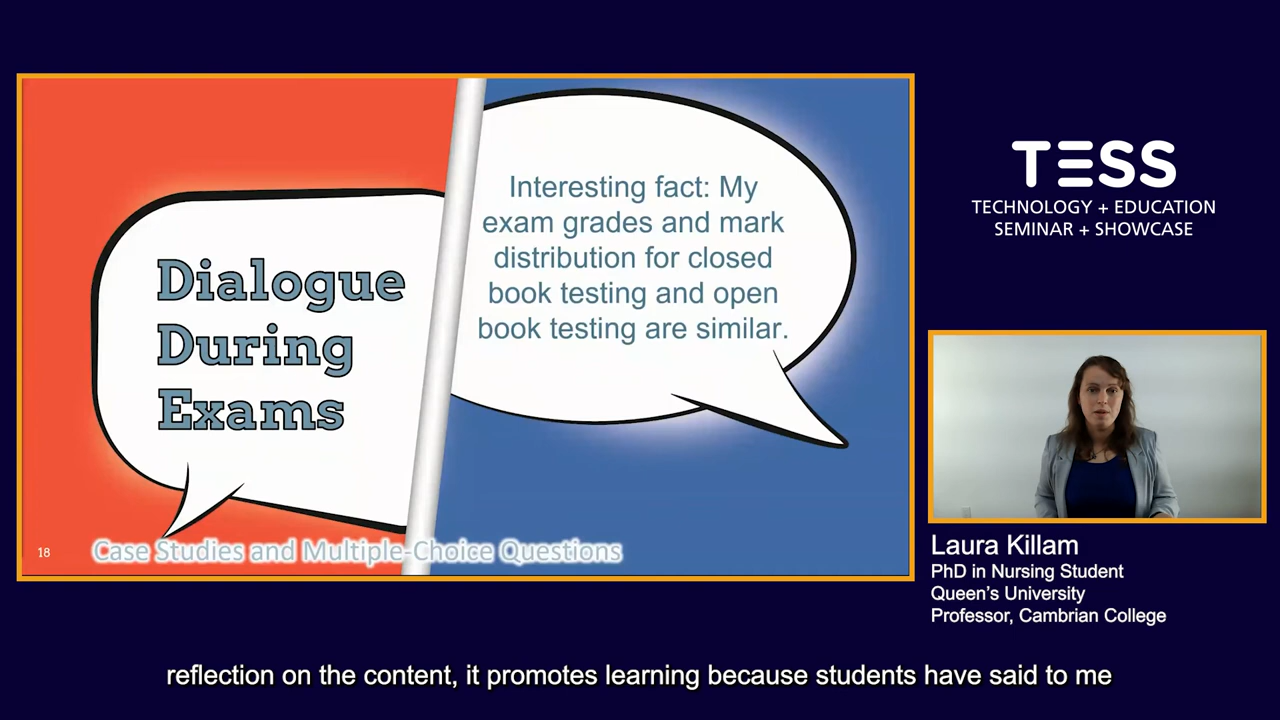 Dialogue
During
Exams
Interesting fact: My
exam grades and mark
distribution for closed
book testing and open
book testing are similar.
18
Case Studies and Multiple-Choice Questions
TESS
TECHNOLOGY + EDUCATION
SEMINAR + SHOWCASE
Laura Killam
PhD in Nursing Student
Queen's University
Professor, Cambrian College
reflection on the content, it promotes learning because students have said to me